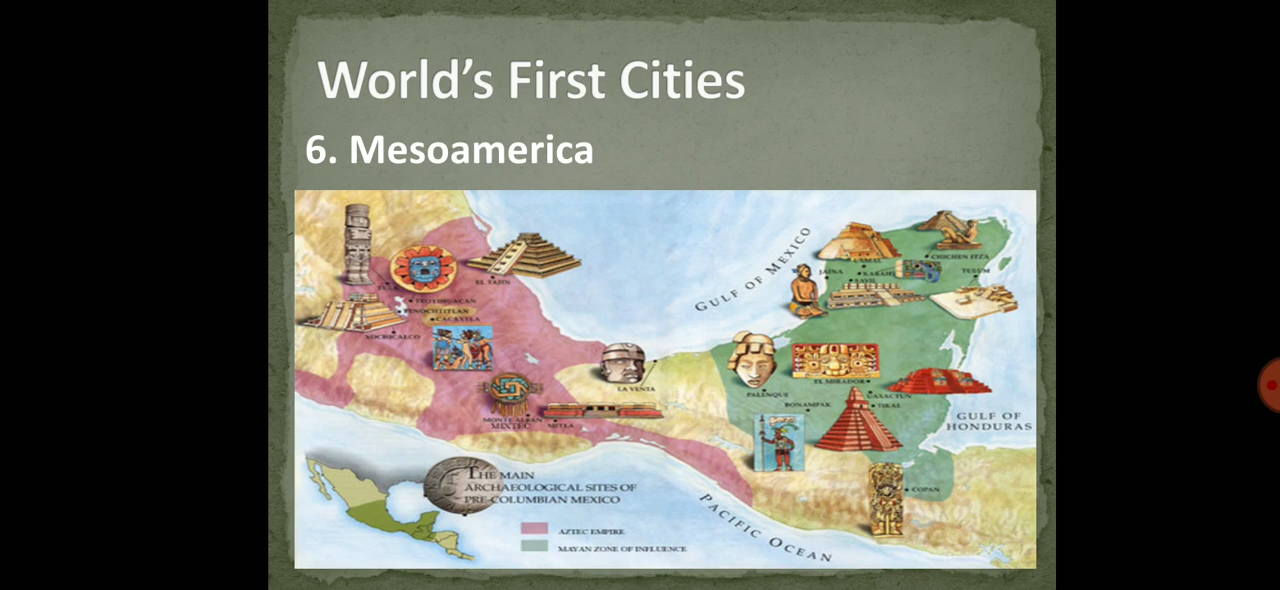 World's First Cities
6. Mesoamerica
GULF OF MEXICO
CHICHEN ITZA
JAINA
KABAH
TULUM
EL TAJIN
TULA
TEOTIHUACAN
TENOCHTITLAN
CACAXTLA
XOCHICALCO
LA VENTA
EL MIRADOR
PALENQUE
UAXACTUN
BONAMPAK
TIKAL
GULF OF
HONDURAS
MONTE ALBAN
MIXTEC
MITLA
THE MAIN
ARCHAEOLOGICAL SITES OF
PRE-COLUMBIAN MEXICO
COPAN
PACIFIC OCEAN
AZTEC EMPIRE
MAYAN ZONE OF INFLUENCE